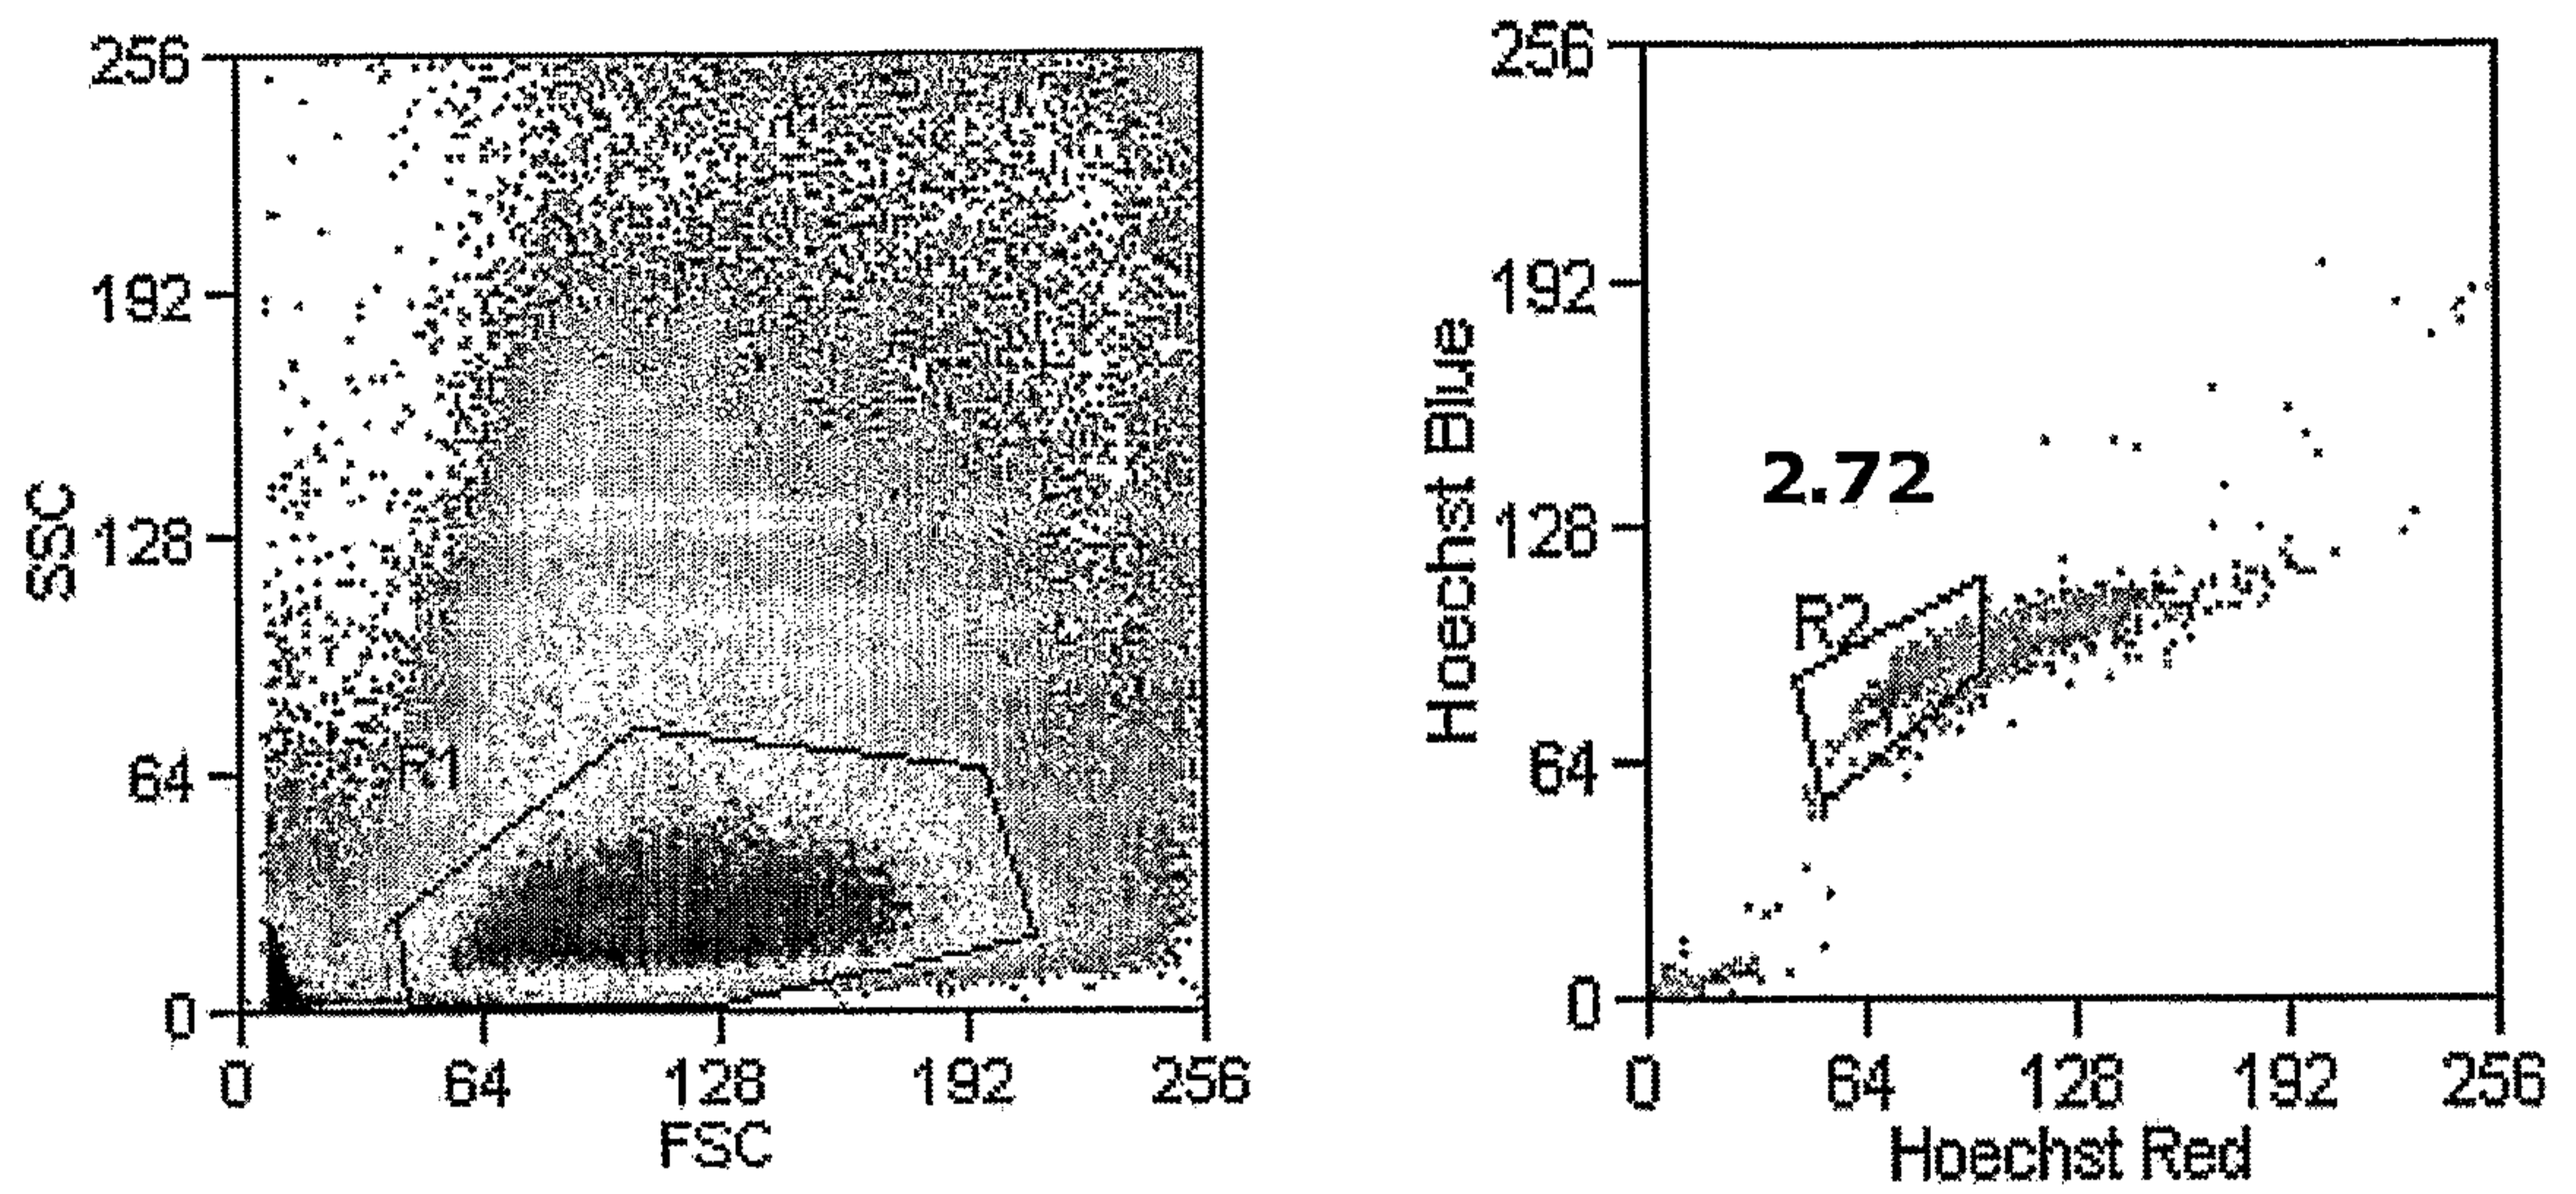 256
192
128
64
0
SSC
R1
0 64 128 192 256
FSC
256
192
128
64
0
Hoechst Blue
2.72
R2
0 64 128 192 256
Hoechst Red